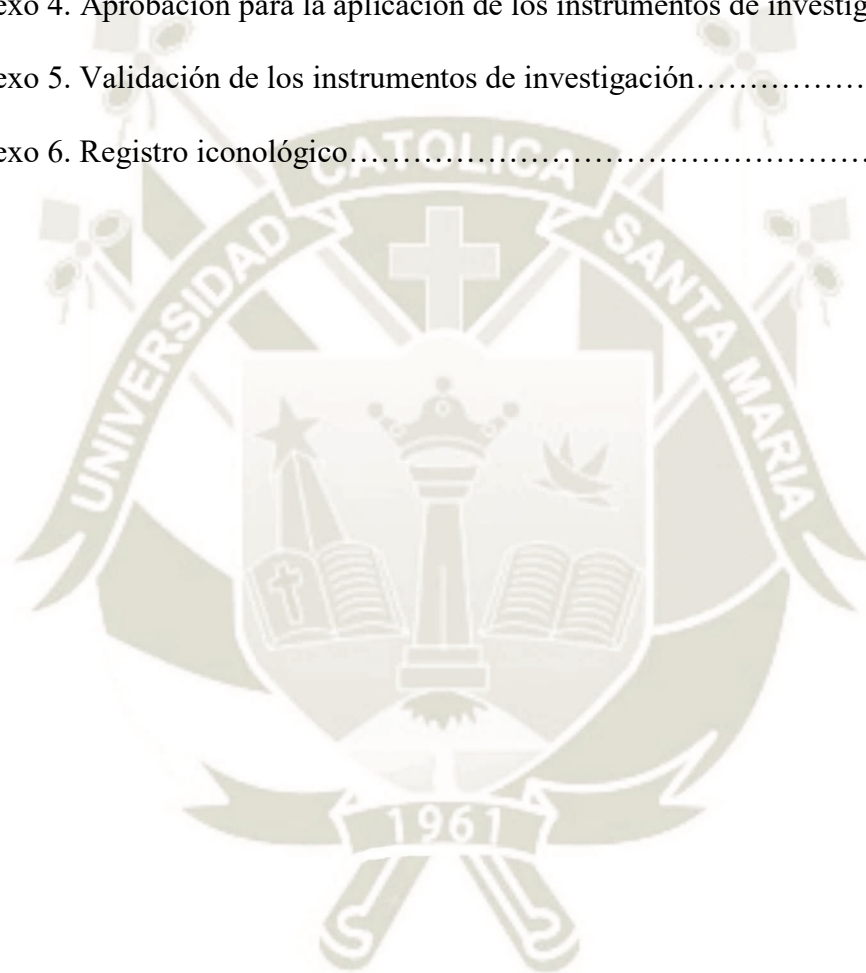 exo 4. Aprobación para la aplicación de los instrumentos de investig
exo 5. Validación de los instrumentos de investigación……………….
exo 6. Registro iconológico……………………………………………………….
CATOLICA
UNIVERSIDAD
SANTA MARIA
1961